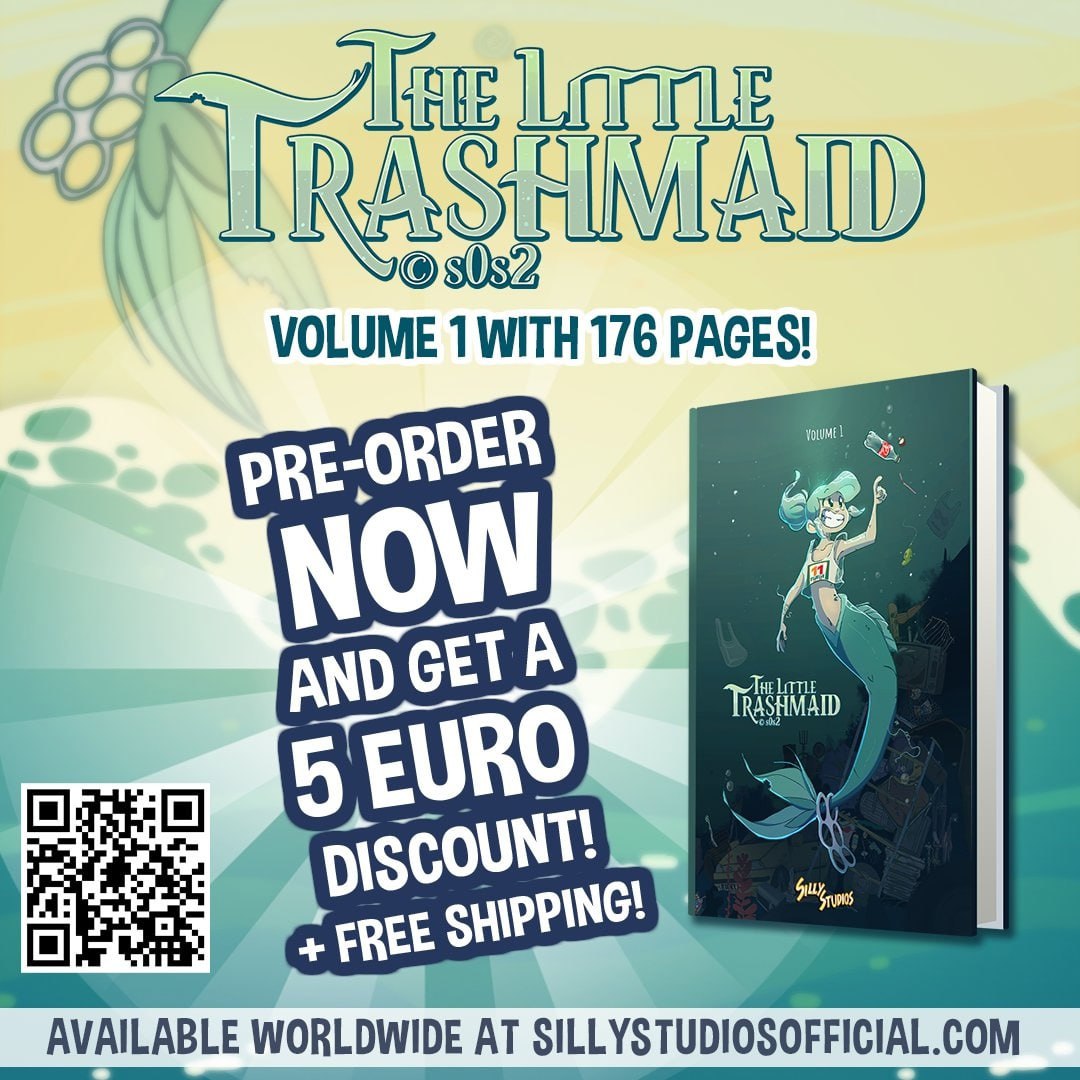 THE LITTLE
TRASHMAID
© s0s2
VOLUME 1 WITH 176 PAGES!
PRE-ORDER
NOW
AND GET A
5 EURO
DISCOUNT!
+ FREE SHIPPING!
VOLUME 1
11
THE LITTLE
TRASHMAID
© s0s2
SILLY
STUDIOS
AVAILABLE WORLDWIDE AT SILLYSTUDIOSOFFICIAL.COM